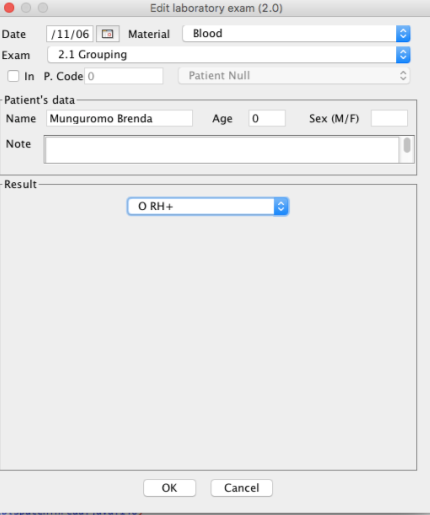 Edit laboratory exam (2.0)
Date /11/06 Material Blood
Exam 2.1 Grouping
In P. Code 0 Patient Null
Patient's data
Name Munguromo Brenda Age 0 Sex (M/F)
Note
Result
O RH+
OK Cancel